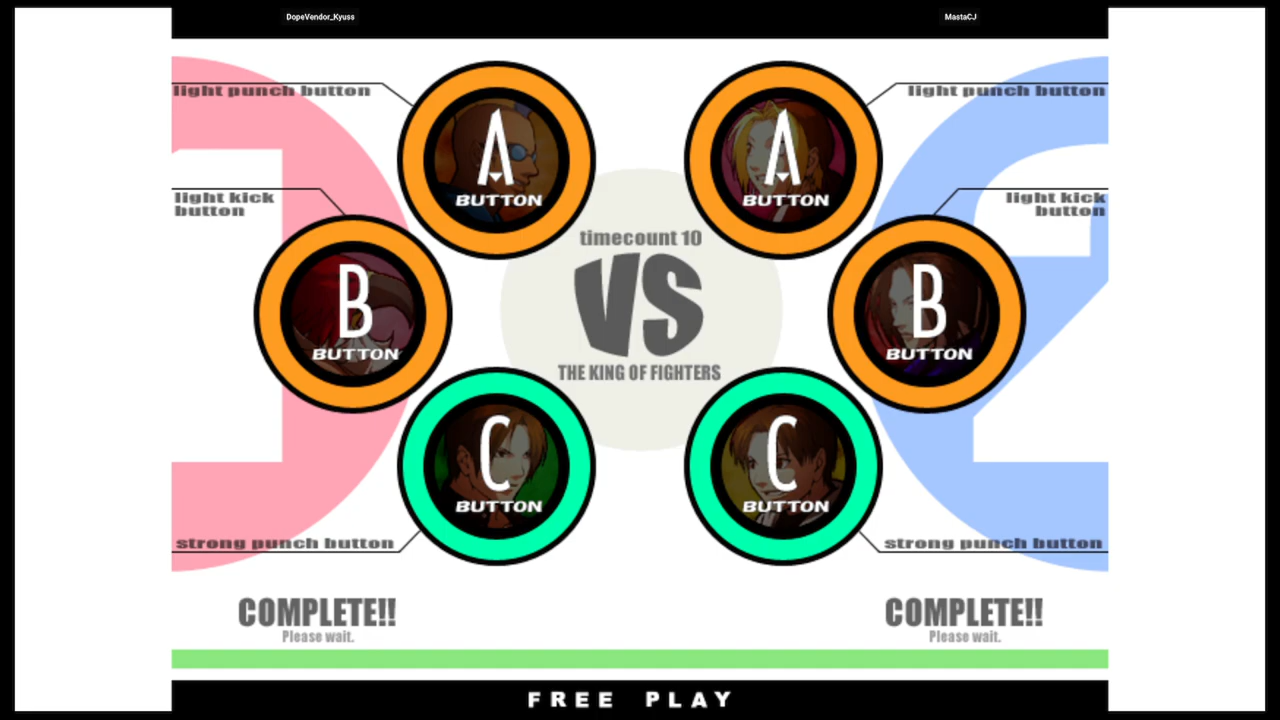 DopeVendor_Kyuss
MastaCJ
light punch button
light punch button
A
BUTTON
A
BUTTON
light kick
button
light kick
button
timecount 10
VS
THE KING OF FIGHTERS
B
BUTTON
B
BUTTON
C
BUTTON
C
BUTTON
strong punch button
strong punch button
COMPLETE!!
Please wait.
COMPLETE!!
Please wait.
FREE PLAY
1
2